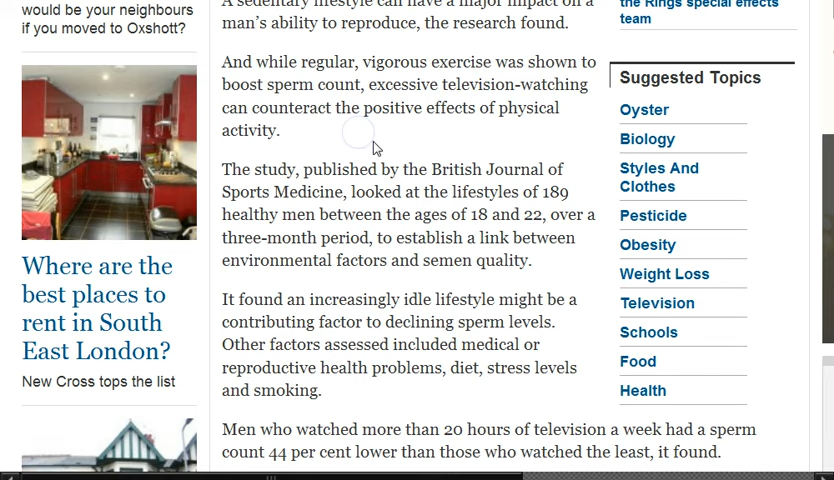 would be your neighbours
if you moved to Oxshott?
Where are the
best places to
rent in South
East London?
New Cross tops the list
man's ability to reproduce, the research found.
And while regular, vigorous exercise was shown to
boost sperm count, excessive television-watching
can counteract the positive effects of physical
activity.
The study, published by the British Journal of
Sports Medicine, looked at the lifestyles of 189
healthy men between the ages of 18 and 22, over a
three-month period, to establish a link between
environmental factors and semen quality.
It found an increasingly idle lifestyle might be a
contributing factor to declining sperm levels.
Other factors assessed included medical or
reproductive health problems, diet, stress levels
and smoking.
Men who watched more than 20 hours of television a week had a sperm
count 44 per cent lower than those who watched the least, it found.
the Rings special effects
team
Suggested Topics
Oyster
Biology
Styles And
Clothes
Pesticide
Obesity
Weight Loss
Television
Schools
Food
Health